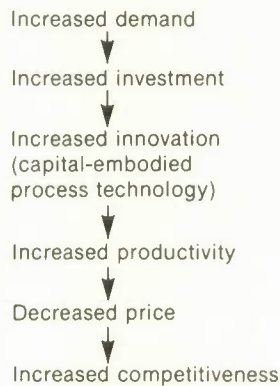 Increased demand
Increased investment
Increased innovation
(capital-embodied
process technology)
Increased productivity
Decreased price
Increased competitiveness